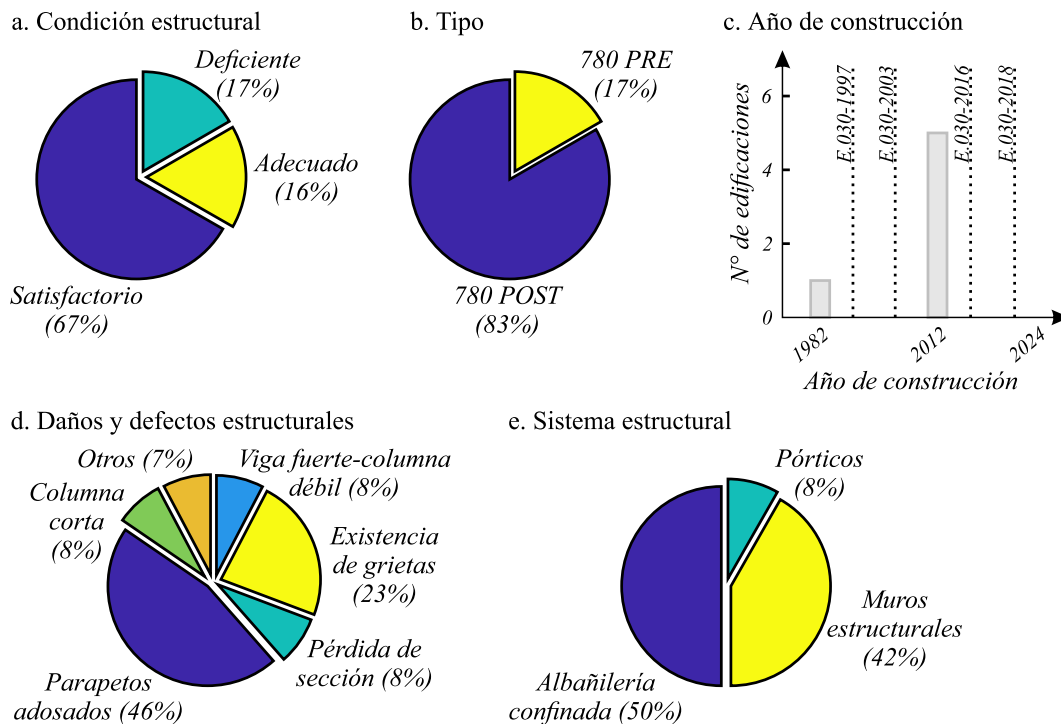 a. Condición estructural
Deficiente
(17%)
Adecuado
(16%)
Satisfactorio
(67%)
b. Tipo
780 PRE
(17%)
780 POST
(83%)
c. Año de construcción
N° de edificaciones
6
4
2
0
E.030-1997
E.030-2003
E.030-2016
E.030-2018
1982
2012
2024
Año de construcción
d. Daños y defectos estructurales
Otros (7%)
Viga fuerte-columna
débil (8%)
Columna
corta
(8%)
Existencia
de grietas
(23%)
Pérdida de
sección (8%)
Parapetos
adosados (46%)
e. Sistema estructural
Pórticos
(8%)
Muros
estructurales
(42%)
Albañilería
confinada (50%)